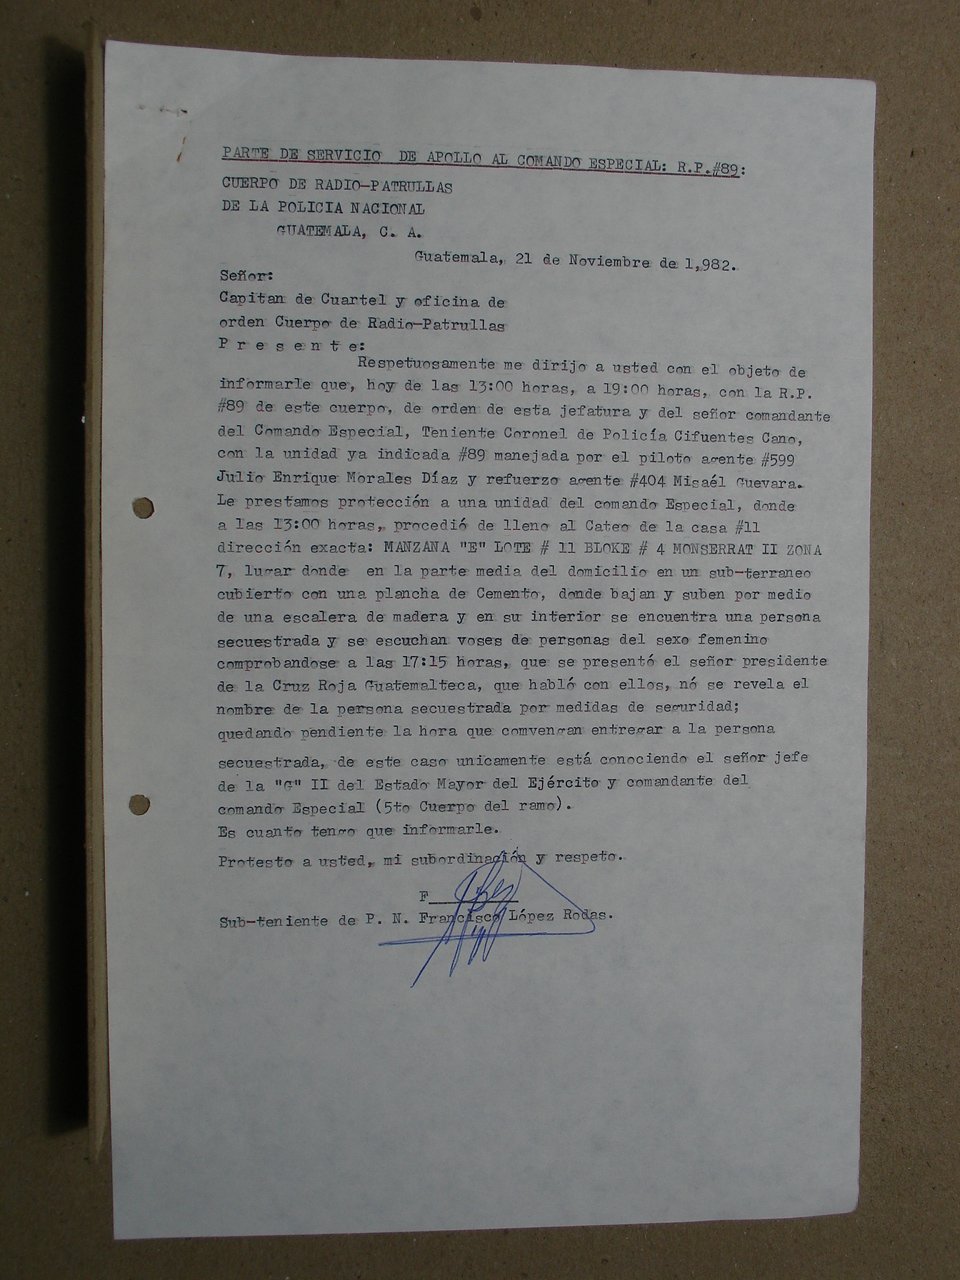 PARTE DE SERVICIO DE APOLLO AL COMANDO ESPECIAL: R.P.#89:
CUERPO DE RADIO-PATRULLAS
DE LA POLICIA NACIONAL
GUATEMALA, C. A.
Guatemala, 21 de Noviembre de 1,982.
Señor:
Capitan de Cuartel y oficina de
orden Cuerpo de Radio-Patrullas
P r e s e n t e:
Respetuosamente me dirijo a usted con el objeto de
informarle que, hoy de las 13:00 horas, a 19:00 horas, con la R.P.
#89 de este cuerpo, de orden de esta jefatura y del señor comandante
del Comando Especial, Teniente Coronel de Policía Cifuentes Cano,
con la unidad ya indicada #89 manejada por el piloto agente #599
Julio Enrique Morales Díaz y refuerzo agente #404 Misaél Guevara.
Le prestamos protección a una unidad del comando Especial, donde
a las 13:00 horas, procedió de lleno al Cateo de la casa #11
dirección exacta: MANZANA "E" LOTE # 11 BLOKE # 4 MONSERRAT II ZONA
7, lugar donde en la parte media del domicilio en un sub-terraneo
cubierto con una plancha de Cemento, donde bajan y suben por medio
de una escalera de madera y en su interior se encuentra una persona
secuestrada y se escuchan voses de personas del sexo femenino
comprobandose a las 17:15 horas, que se presentó el señor presidente
de la Cruz Roja Guatemalteca, que habló con ellos, nó se revela el
nombre de la persona secuestrada por medidas de seguridad;
quedando pendiente la hora que comvengan entregar a la persona
secuestrada, de este caso unicamente está conociendo el señor jefe
de la "G" II del Estado Mayor del Ejército y comandante del
comando Especial (5to Cuerpo del ramo).
Es cuanto tengo que informarle.
Protesto a usted, mi subordinación y respeto.
F
Sub-teniente de P. N. Francisco López Rodas.